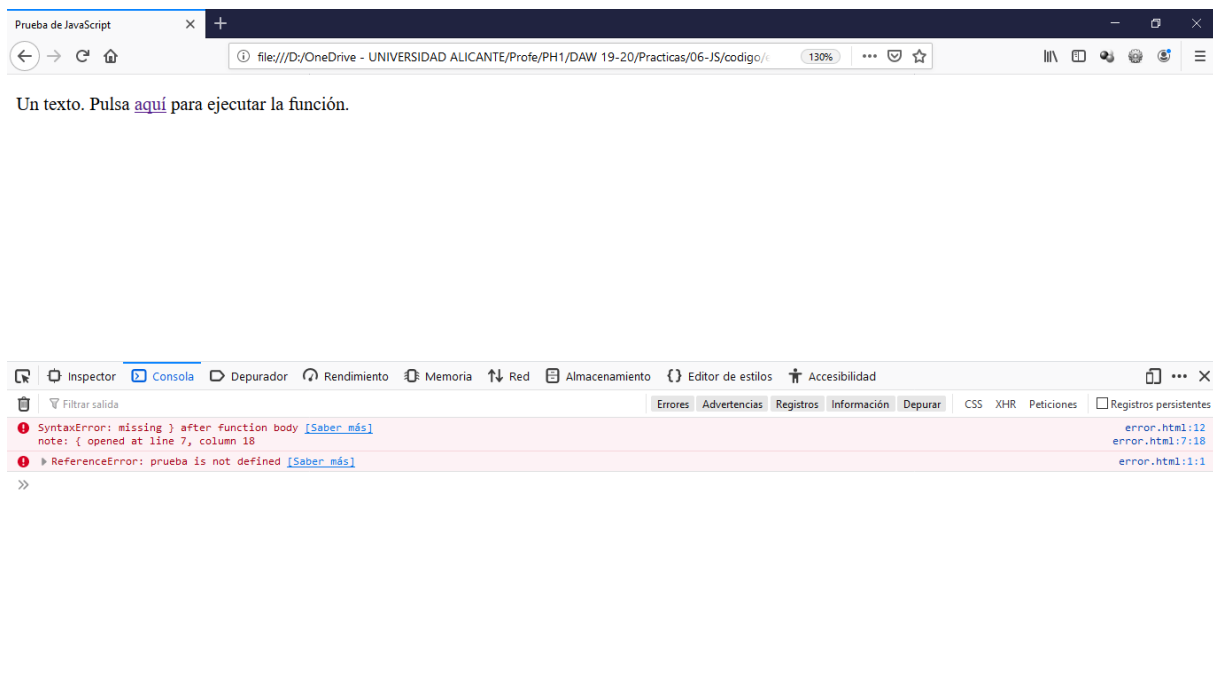 Prueba de JavaScript
file:///D:/OneDrive - UNIVERSIDAD ALICANTE/Profe/PH1/DAW 19-20/Practicas/06-JS/codigo/ 130%
Un texto. Pulsa aquí para ejecutar la función.
Inspector Consola Depurador Rendimiento Memoria Red Almacenamiento Editor de estilos Accesibilidad
Filtrar salida Errores Advertencias Registros Información Depurar CSS XHR Peticiones Registros persistentes
SyntaxError: missing } after function body [Saber más] error.html:12
note: { opened at line 7, column 18 error.html:7:18
ReferenceError: prueba is not defined [Saber más] error.html:1:1